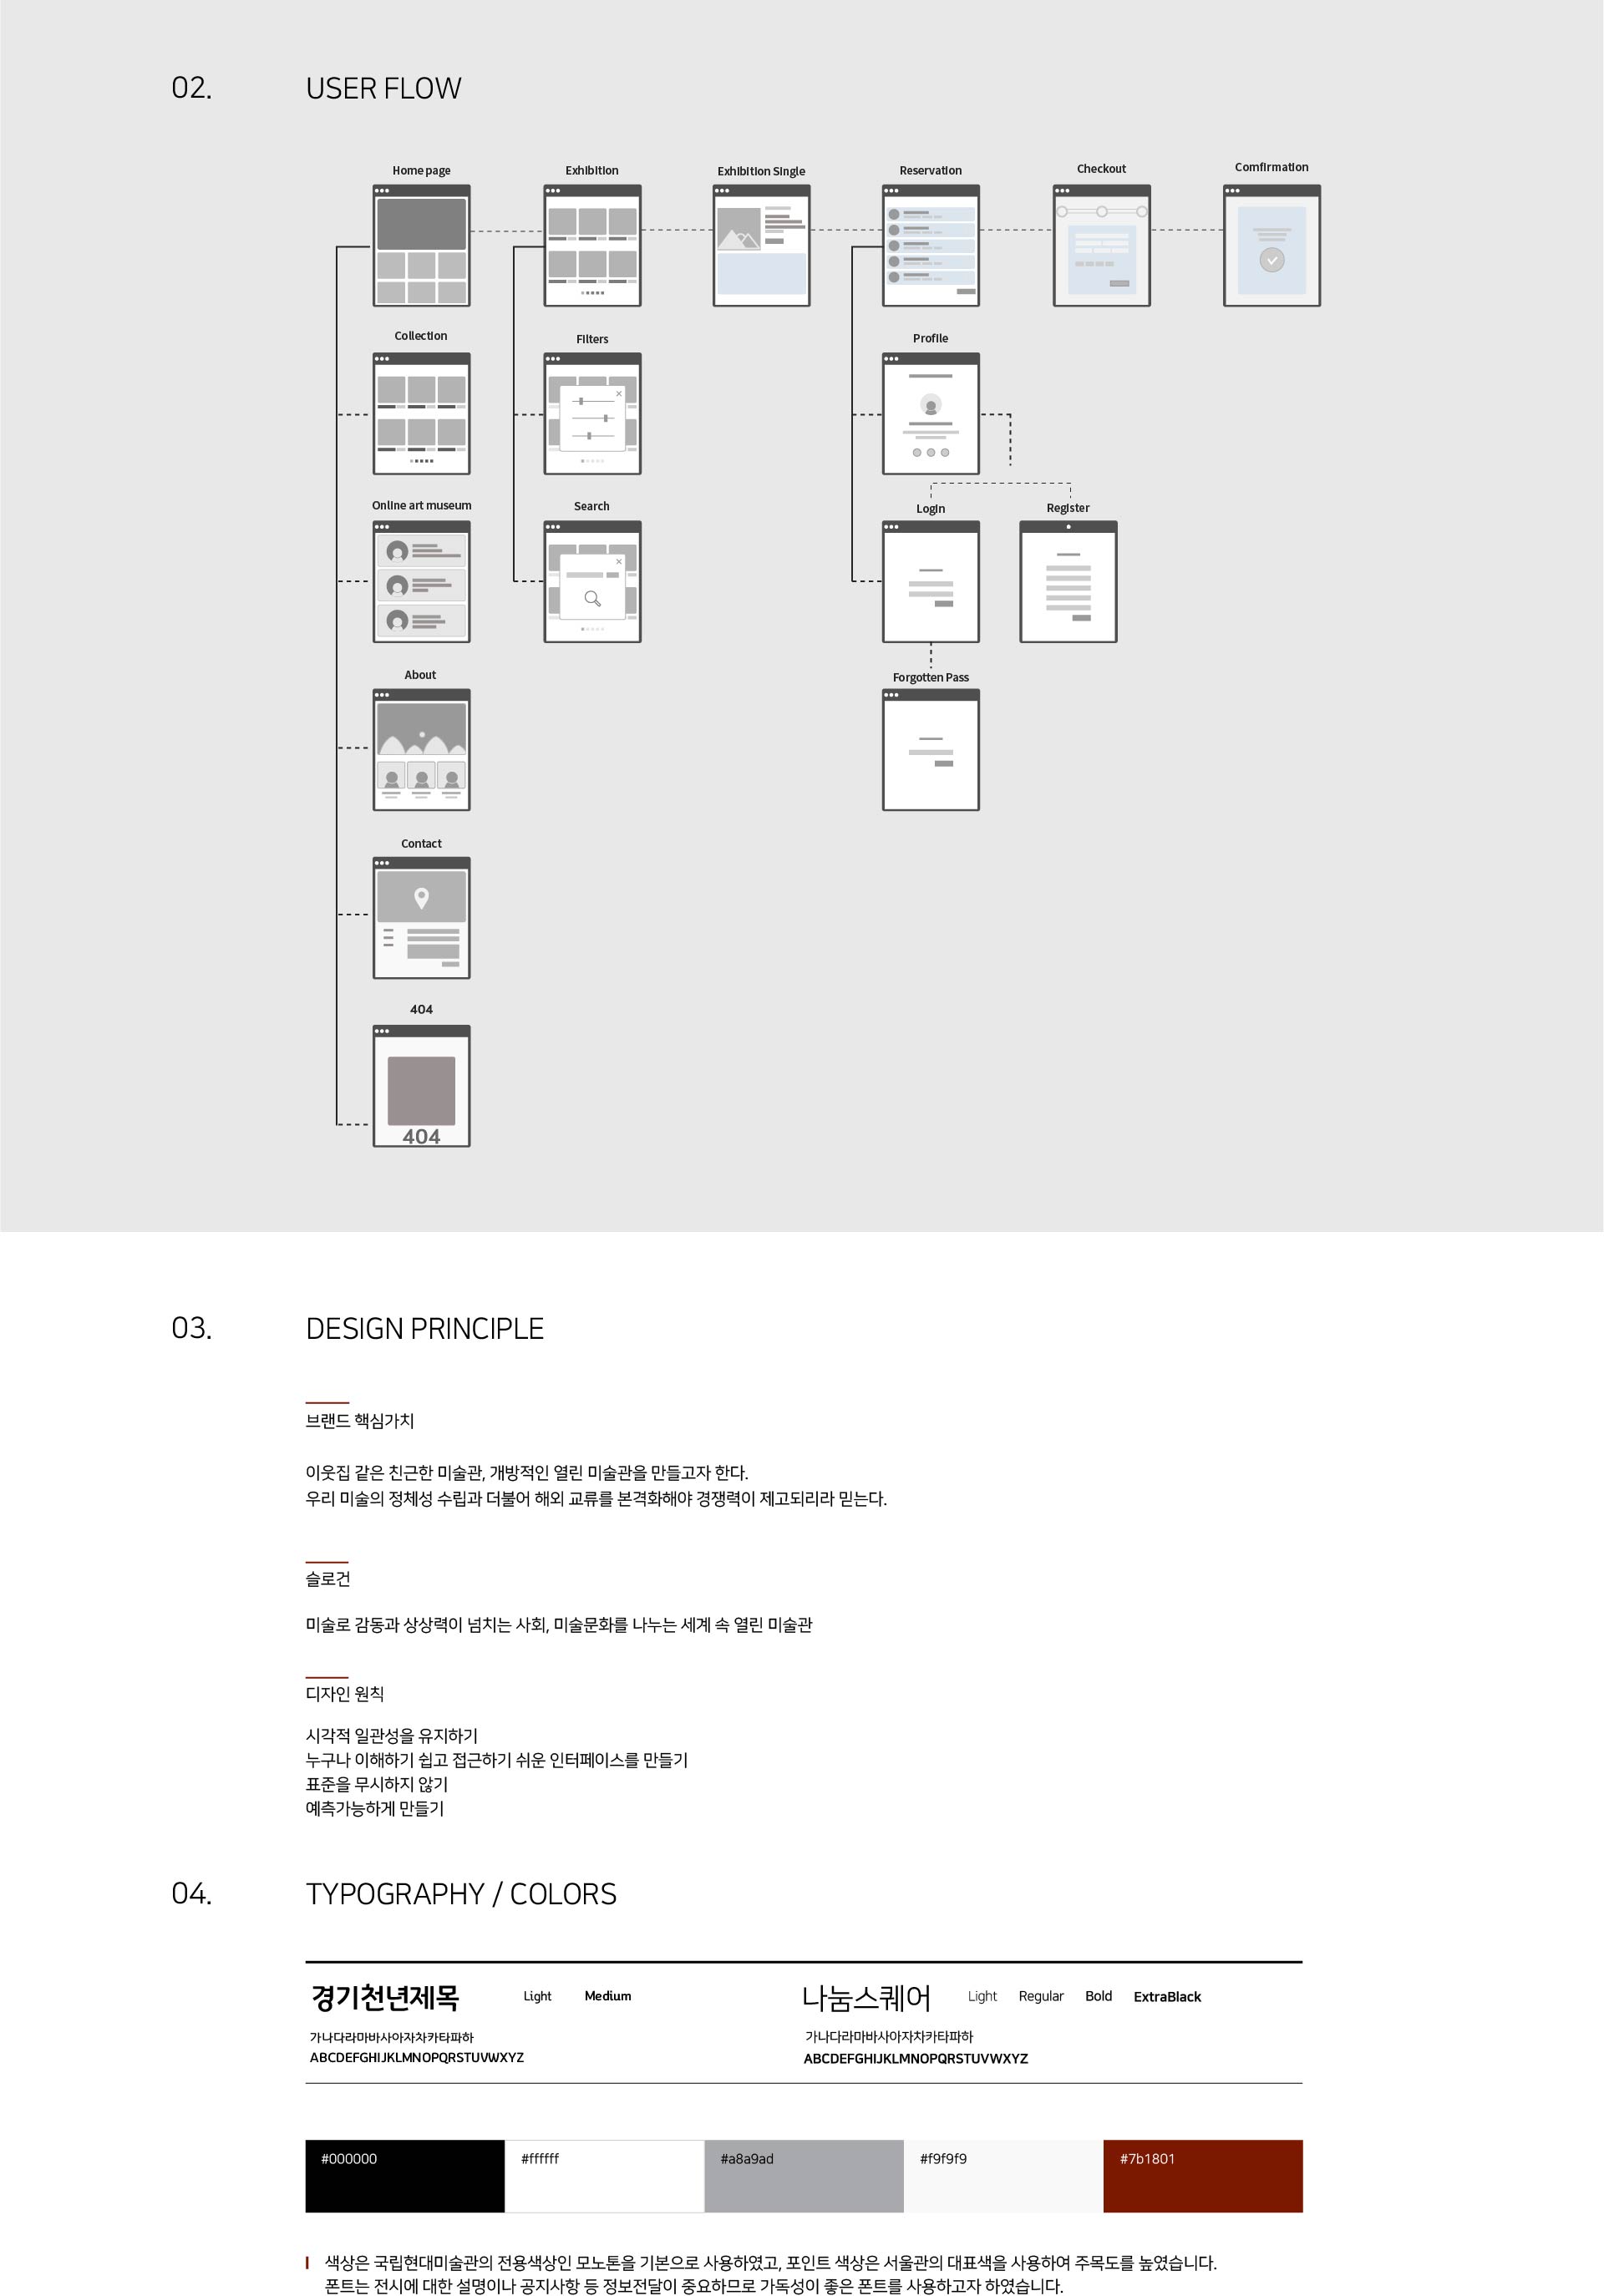 02. USER FLOW
Home page
Exhibition
Exhibition Single
Reservation
Checkout
Comfirmation
Collection
Filters
Profile
Online art museum
Search
Login
Register
About
Forgotten Pass
Contact
404
404
03. DESIGN PRINCIPLE
브랜드 핵심가치
이웃집 같은 친근한 미술관, 개방적인 열린 미술관을 만들고자 한다.
우리 미술의 정체성 수립과 더불어 해외 교류를 본격화해야 경쟁력이 제고되리라 믿는다.
슬로건
미술로 감동과 상상력이 넘치는 사회, 미술문화를 나누는 세계 속 열린 미술관
디자인 원칙
시각적 일관성을 유지하기
누구나 이해하기 쉽고 접근하기 쉬운 인터페이스를 만들기
표준을 무시하지 않기
예측가능하게 만들기
04. TYPOGRAPHY / COLORS
경기천년제목 Light Medium
가나다라마바사아자차카타파하
ABCDEFGHIJKLMNOPQRSTUVWXYZ
나눔스퀘어 Light Regular Bold ExtraBlack
가나다라마바사아자차카타파하
ABCDEFGHIJKLMNOPQRSTUVWXYZ
#000000
#ffffff
#a8a9ad
#f9f9f9
#7b1801
색상은 국립현대미술관의 전용색상인 모노톤을 기본으로 사용하였고, 포인트 색상은 서울관의 대표색을 사용하여 주목도를 높였습니다.
폰트는 전시에 대한 설명이나 공지사항 등 정보전달이 중요하므로 가독성이 좋은 폰트를 사용하고자 하였습니다.